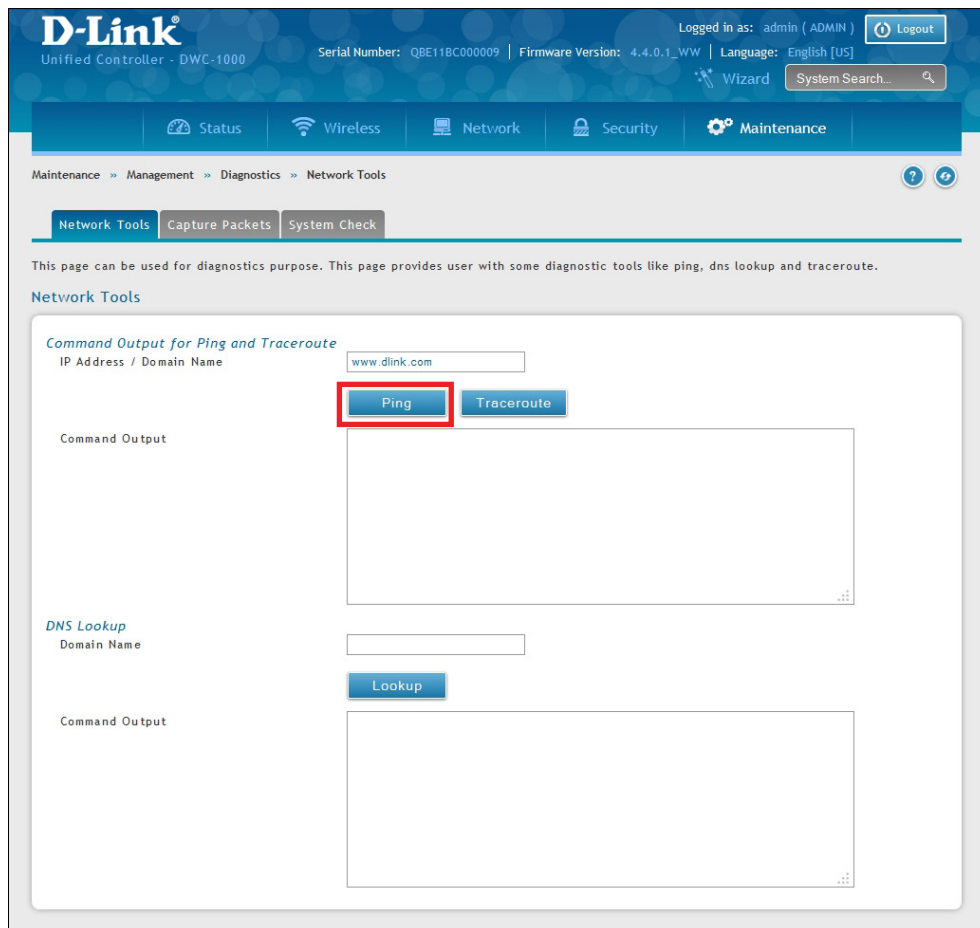 D-Link®
Unified Controller - DWC-1000
Logged in as: admin ( ADMIN ) Logout
Serial Number: QBE11BC000009 | Firmware Version: 4.4.0.1_WW | Language: English [US]
Wizard System Search...
Status Wireless Network Security Maintenance
Maintenance » Management » Diagnostics » Network Tools ?
Network Tools Capture Packets System Check
This page can be used for diagnostics purpose. This page provides user with some diagnostic tools like ping, dns lookup and traceroute.
Network Tools
Command Output for Ping and Traceroute
IP Address / Domain Name www.dlink.com
Ping Traceroute
Command Output
DNS Lookup
Domain Name
Lookup
Command Output